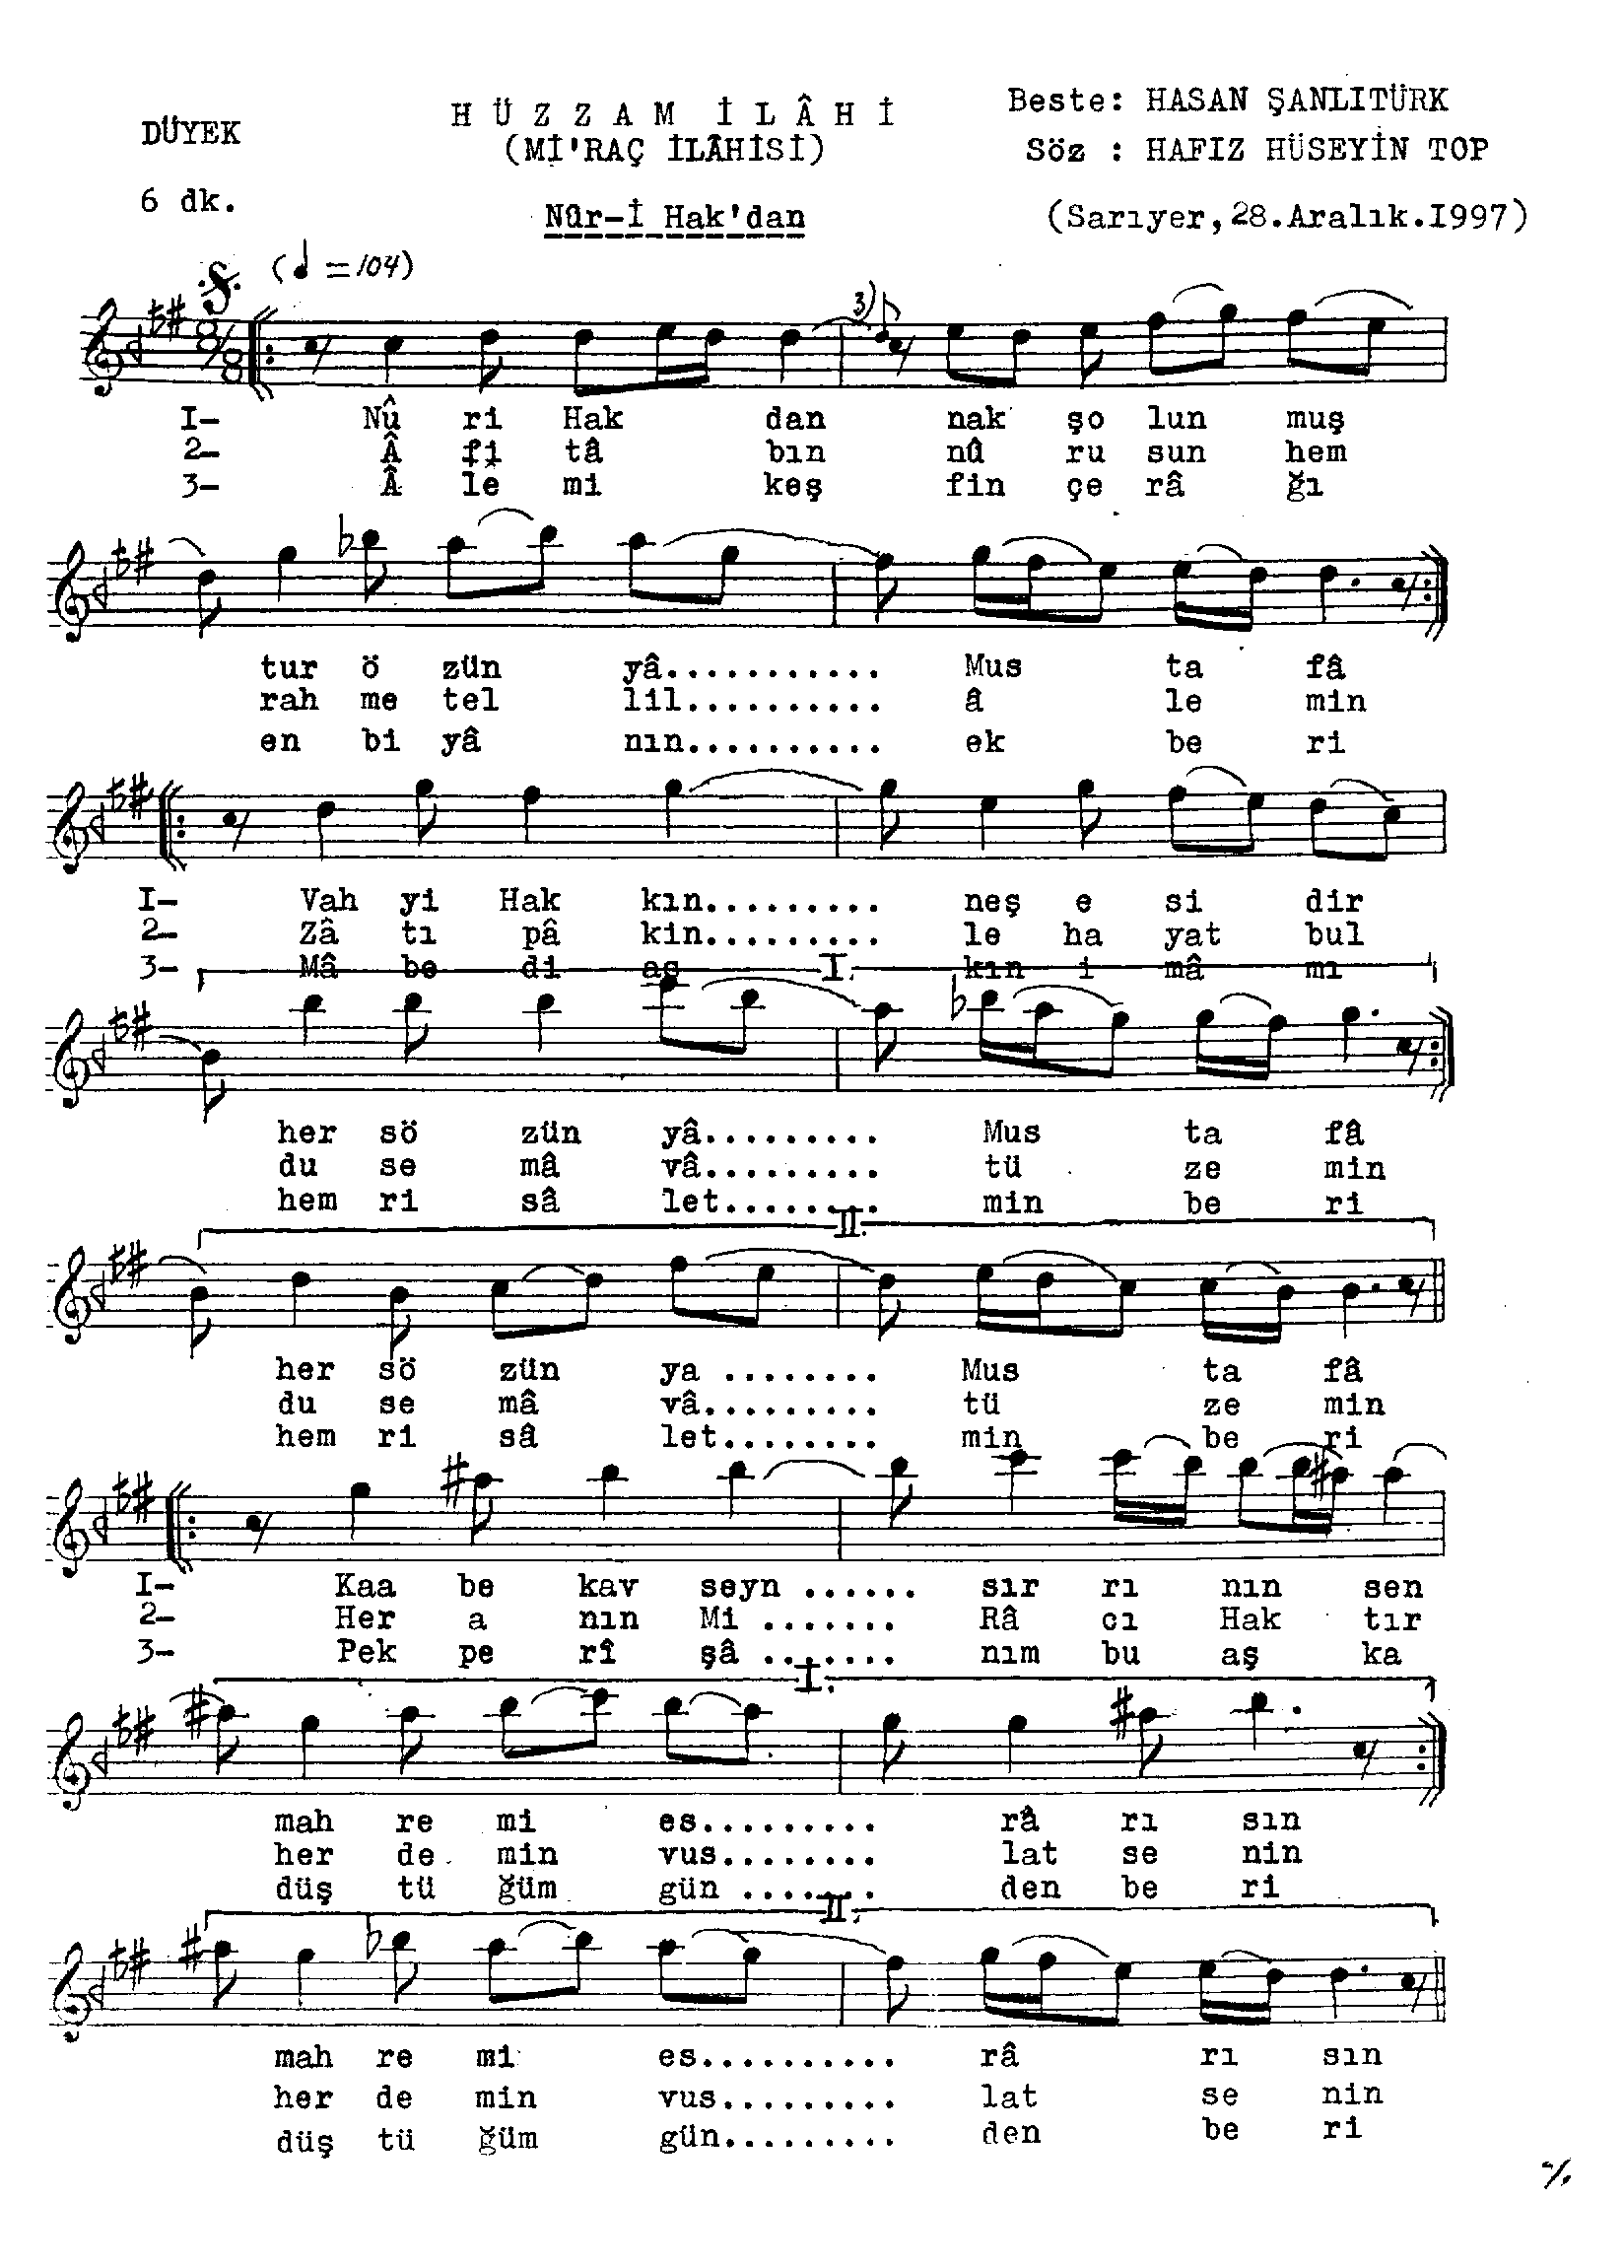 HÜZZAM İLÂHİ
Beste: HASAN ŞANLITÜRK
DÜYEK
(Mİ'RAÇ İLÂHİSİ)
Söz : HAFIZ HÜSEYİN TOP
6 dk.
Nûr-İ Hak'dan
(Sarıyer,28.Aralık.I997)
(♩ =104)
8/8
3)
I- Nû ri Hak dan nak şo lun muş
2- Â fi tâ bın nû ru sun hem
3- Â le mi keş fin çe râ ğı
tur ö zün yâ........... Mus ta fâ
rah me tel lil.......... â le min
en bi yâ nın.......... ek be ri
I- Vah yi Hak kın......... neş e si dir
2- Zâ tı pâ kin......... le ha yat bul
3- Mâ be di aş kın i mâ mı
I.
her sö zün yâ......... Mus ta fâ
du se mâ vâ......... tü ze min
hem ri sâ let........ min be ri
II.
her sö zün ya ........ Mus ta fâ
du se mâ vâ......... tü ze min
hem ri sâ let........ min be ri
I- Kaa be kav seyn ...... sır rı nın sen
2- Her a nın Mi ....... Râ cı Hak tır
3- Pek pe rî şâ ....... nım bu aş ka
I.
mah re mi es......... râ rı sın
her de min vus........ lat se nin
düş tü ğüm gün ....... den be ri
II.
mah re mi es.......... râ rı sın
her de min vus......... lat se nin
düş tü ğüm gün......... den be ri
./.